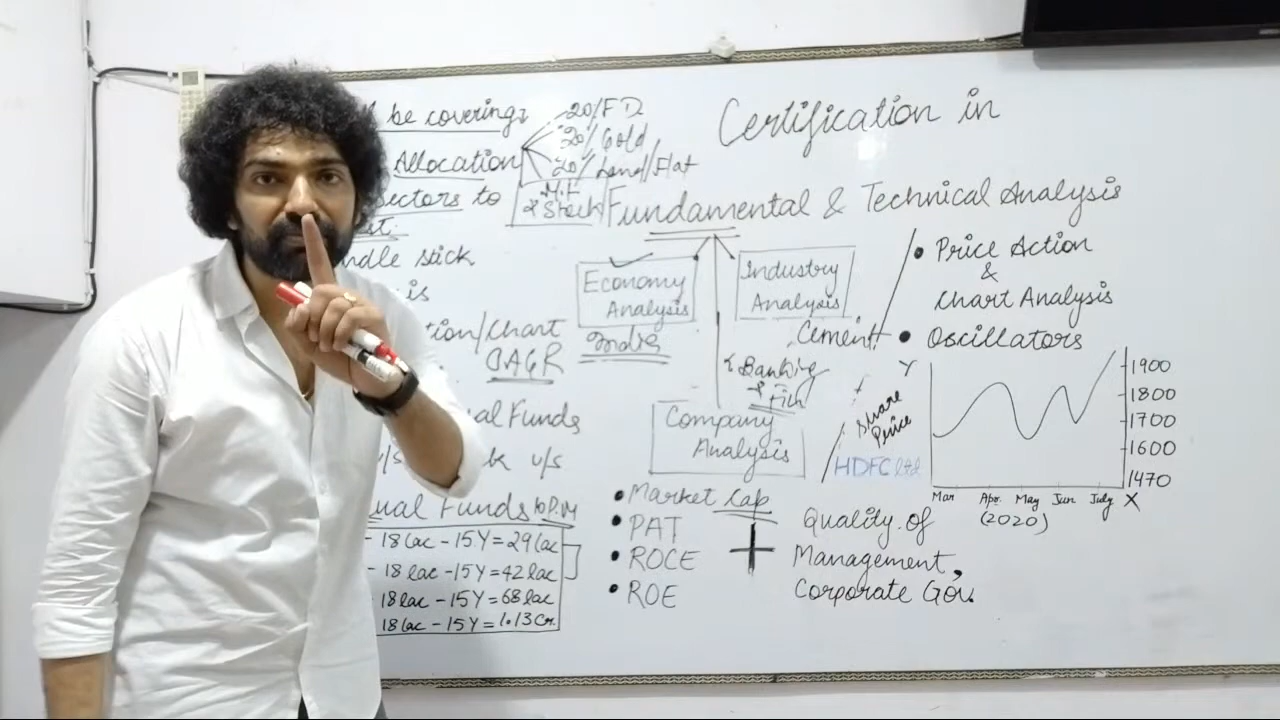 be covering
Allocation
20/FD
20% Gold
20% Land/Flat
& Stock
Sectors to
ndle stick
is
tion/Chart
CAGR
al Funds
v/s
v/s
ual Funds 10P.M
- 18 lac - 15Y = 29 lac
- 18 lac - 15Y = 42 lac
18 lac - 15Y = 68 lac
18 lac - 15Y = 1.13 Cr.
Certification in
Fundamental & Technical Analysis
Economy
Analysis
India
Industry
Analysis
Cement
Banking
Company
Analysis
• Market Cap
• PAT
• ROCE
• ROE
+
Quality of
Management,
Corporate Gov.
• Price Action
&
Chart Analysis
• Oscillators
Y
Share
Price
HDFC ltd
1900
1800
1700
1600
1470
Mar Apr. May Jun July X
(2020)